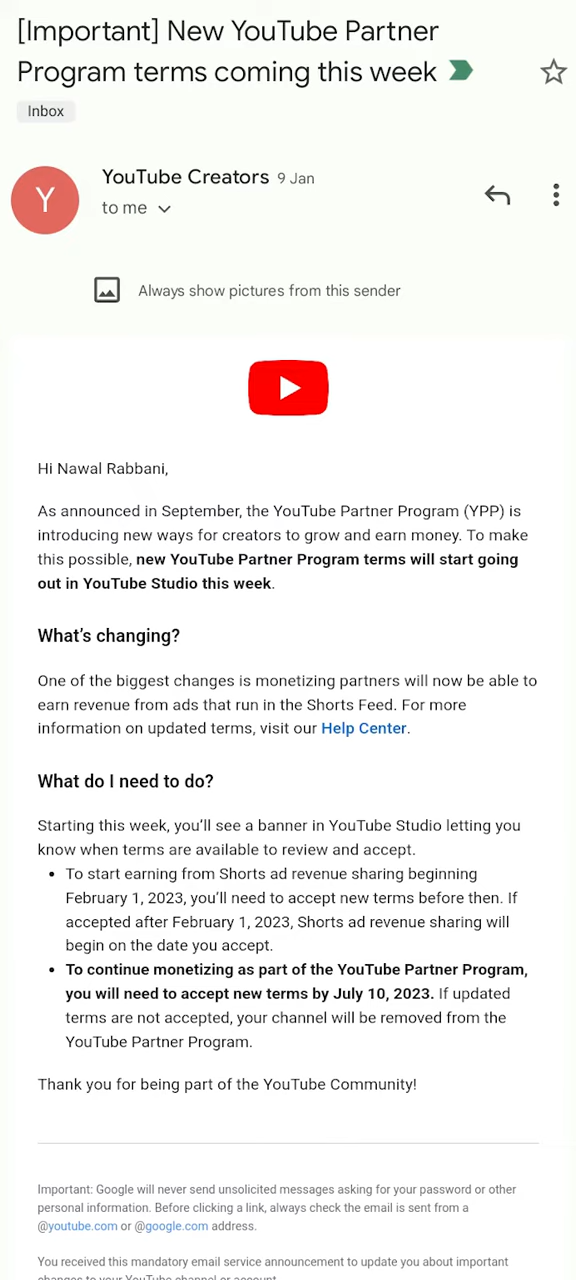 [Important] New YouTube Partner
Program terms coming this week
Inbox
Y
YouTube Creators 9 Jan
to me
Always show pictures from this sender
Hi Nawal Rabbani,
As announced in September, the YouTube Partner Program (YPP) is
introducing new ways for creators to grow and earn money. To make
this possible, new YouTube Partner Program terms will start going
out in YouTube Studio this week.
What's changing?
One of the biggest changes is monetizing partners will now be able to
earn revenue from ads that run in the Shorts Feed. For more
information on updated terms, visit our Help Center.
What do I need to do?
Starting this week, you'll see a banner in YouTube Studio letting you
know when terms are available to review and accept.
• To start earning from Shorts ad revenue sharing beginning
February 1, 2023, you'll need to accept new terms before then. If
accepted after February 1, 2023, Shorts ad revenue sharing will
begin on the date you accept.
• To continue monetizing as part of the YouTube Partner Program,
you will need to accept new terms by July 10, 2023. If updated
terms are not accepted, your channel will be removed from the
YouTube Partner Program.
Thank you for being part of the YouTube Community!
Important: Google will never send unsolicited messages asking for your password or other
personal information. Before clicking a link, always check the email is sent from a
@youtube.com or @google.com address.
You received this mandatory email service announcement to update you about important
changes to your YouTube channel or account.